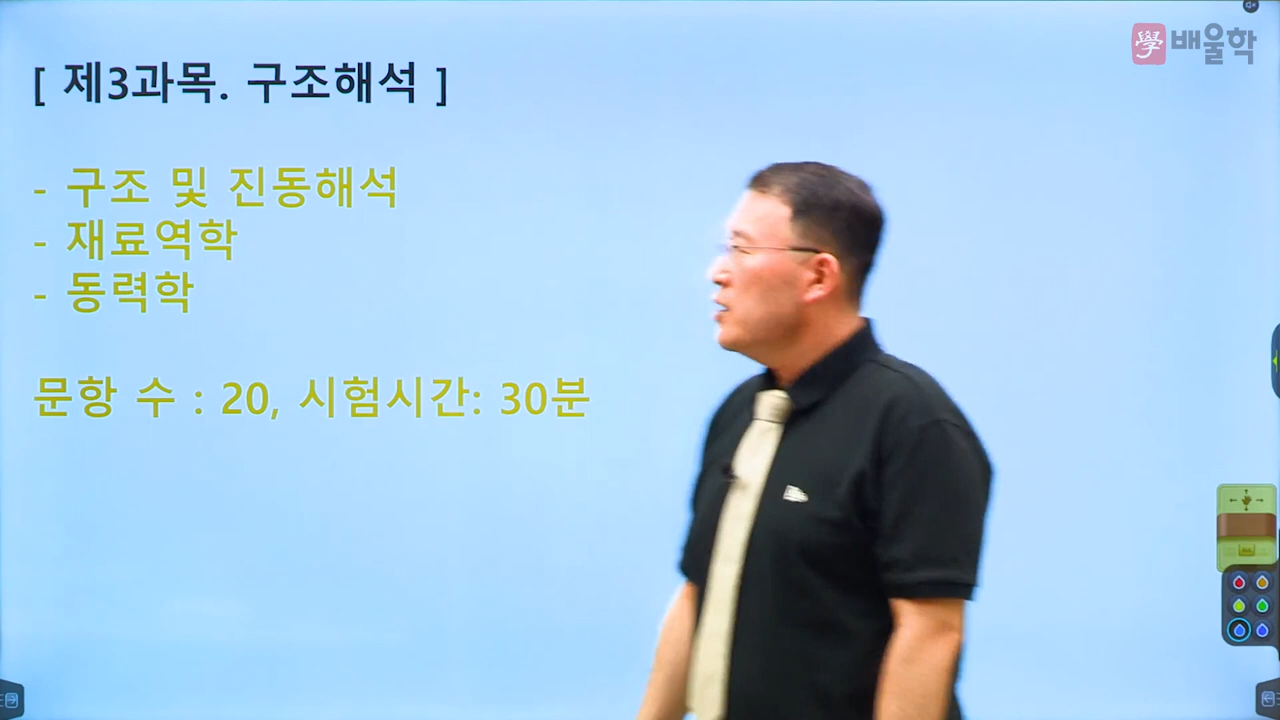 學 배울학
[ 제3과목. 구조해석 ]
- 구조 및 진동해석
- 재료역학
- 동력학
문항 수 : 20, 시험시간: 30분